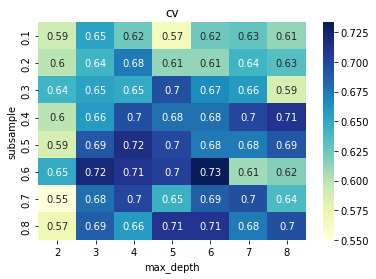 cv
0.1 0.59 0.65 0.62 0.57 0.62 0.63 0.61
0.2 0.6 0.64 0.68 0.61 0.61 0.64 0.63
0.3 0.64 0.65 0.65 0.7 0.67 0.66 0.59
0.4 0.6 0.66 0.7 0.68 0.68 0.7 0.71
0.5 0.59 0.69 0.72 0.7 0.68 0.68 0.69
0.6 0.65 0.72 0.71 0.7 0.73 0.61 0.62
0.7 0.55 0.68 0.7 0.65 0.69 0.7 0.64
0.8 0.57 0.69 0.66 0.71 0.71 0.68 0.7
subsample
2 3 4 5 6 7 8
max_depth
0.725
0.700
0.675
0.650
0.625
0.600
0.575
0.550